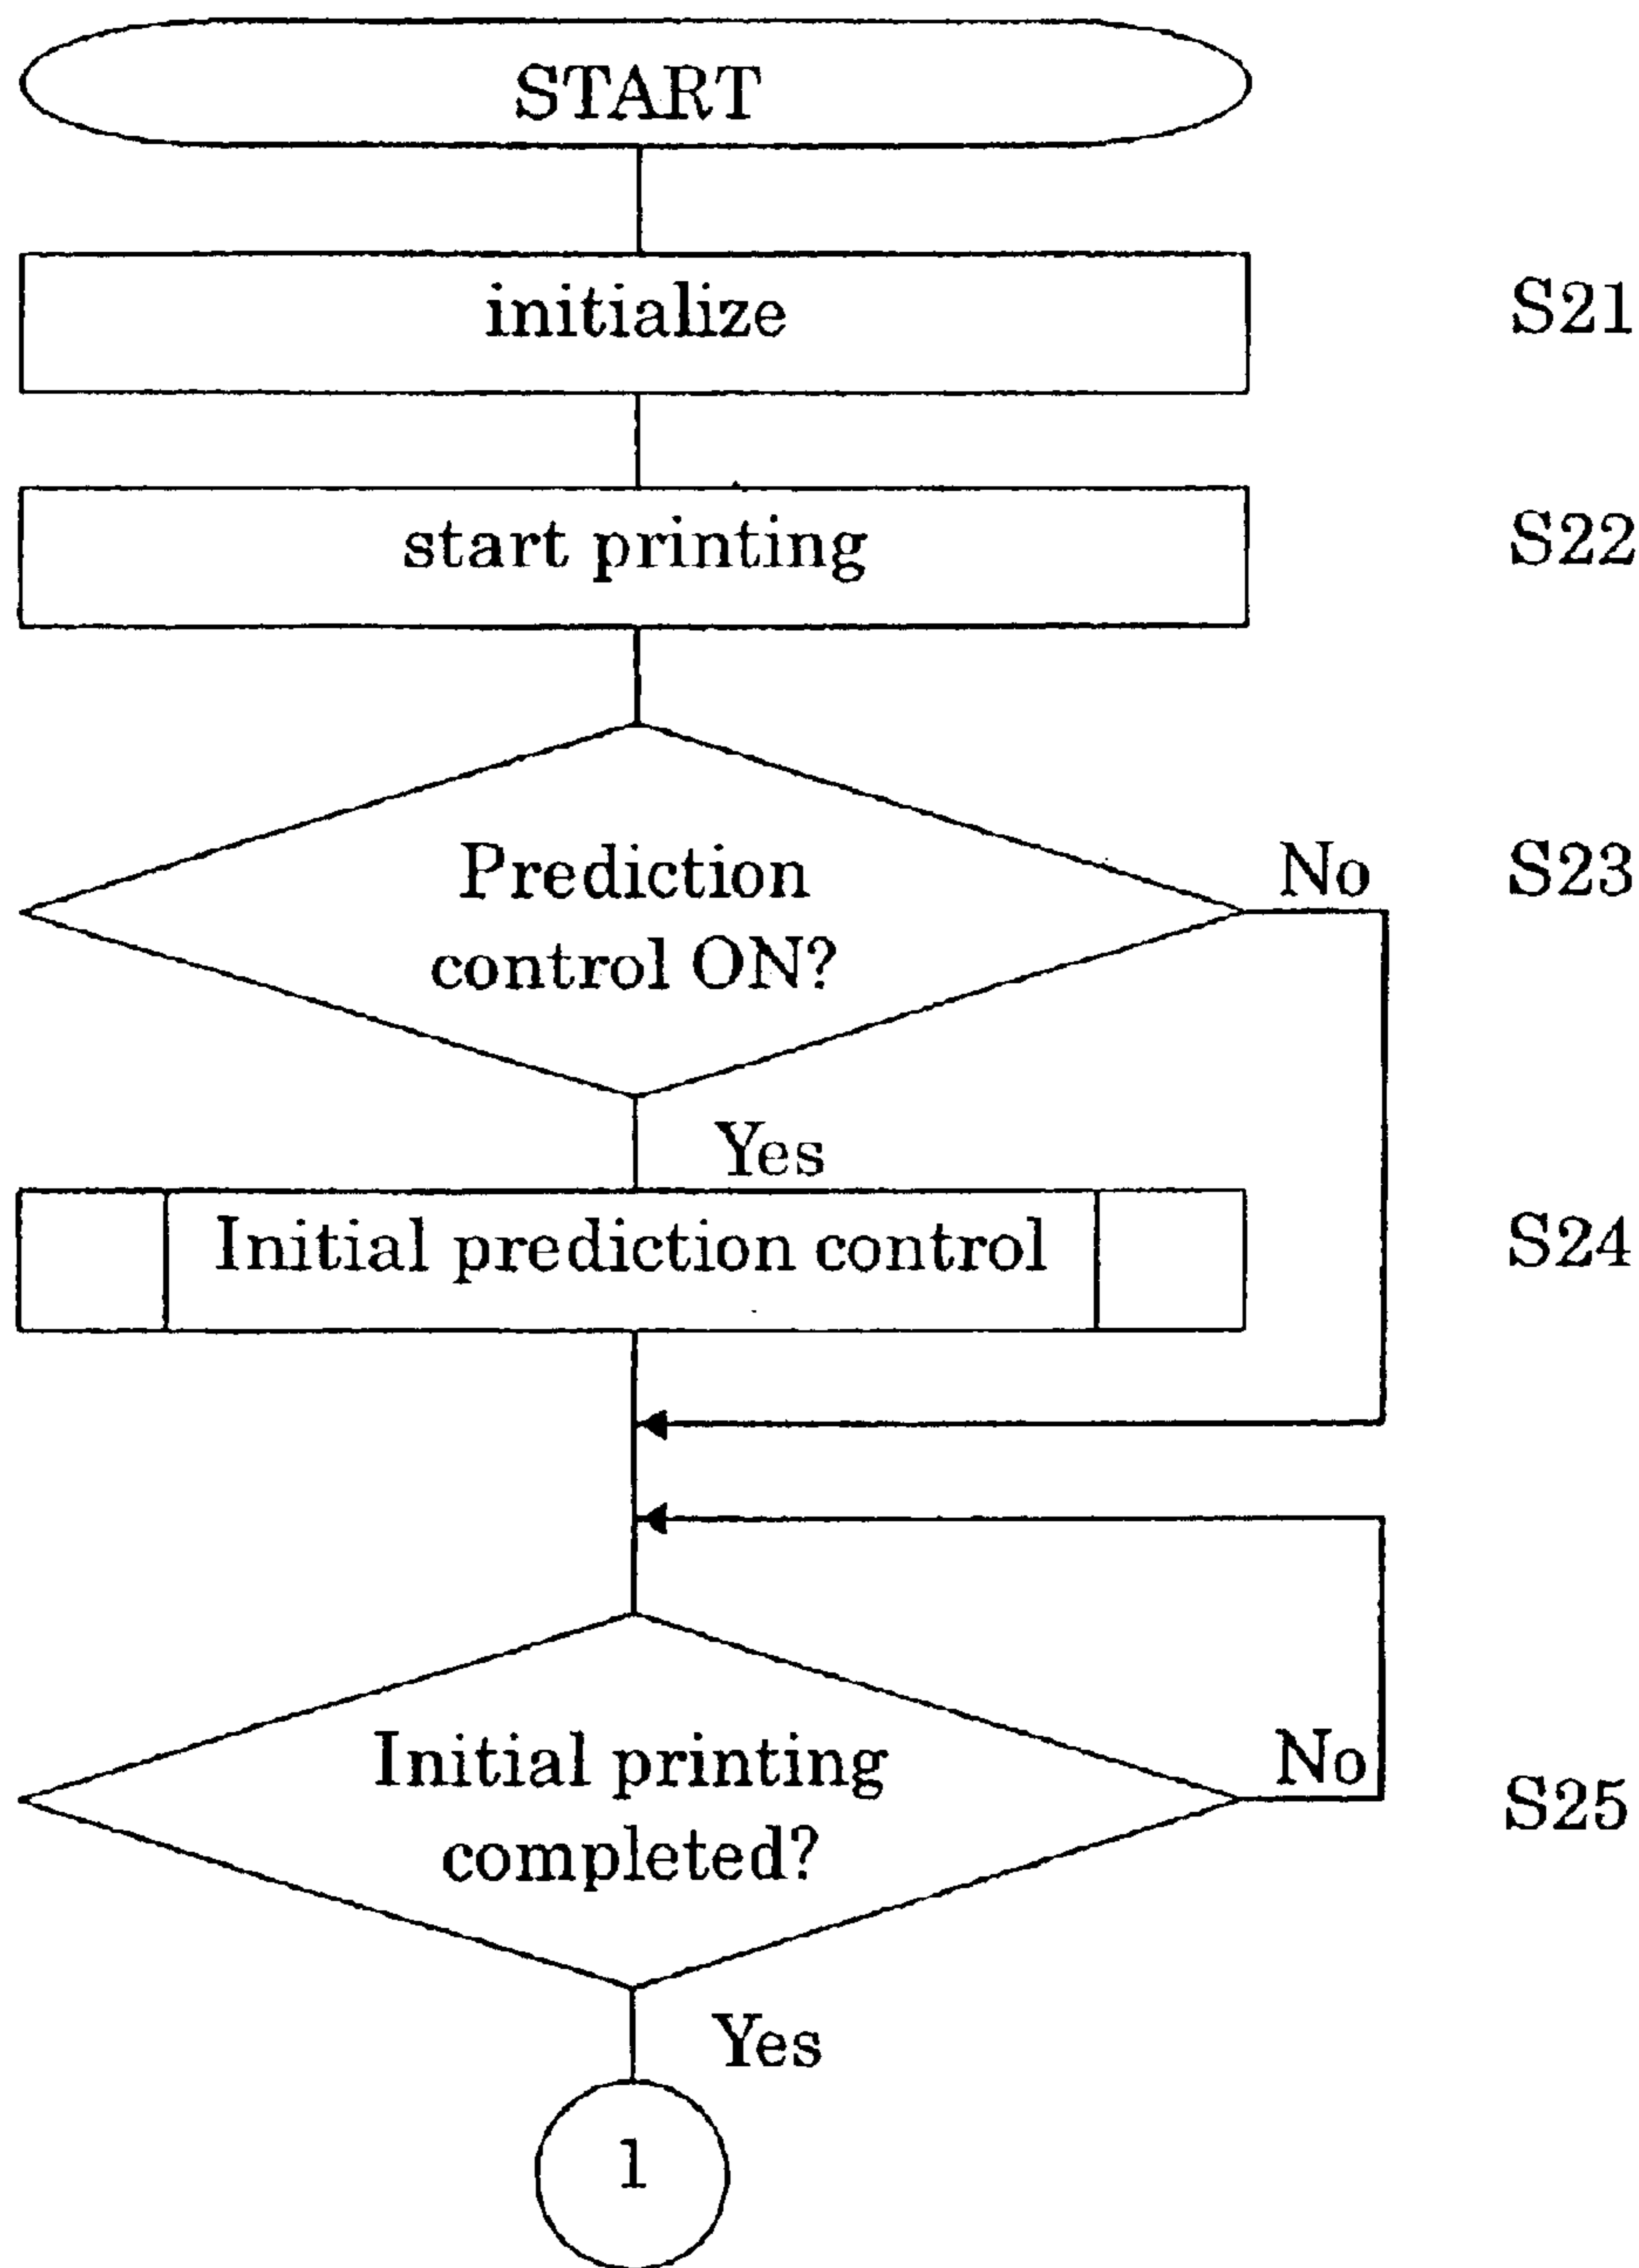 START
initialize
S21
start printing
S22
Prediction
control ON?
No
S23
Yes
Initial prediction control
S24
Initial printing
completed?
No
S25
Yes
1